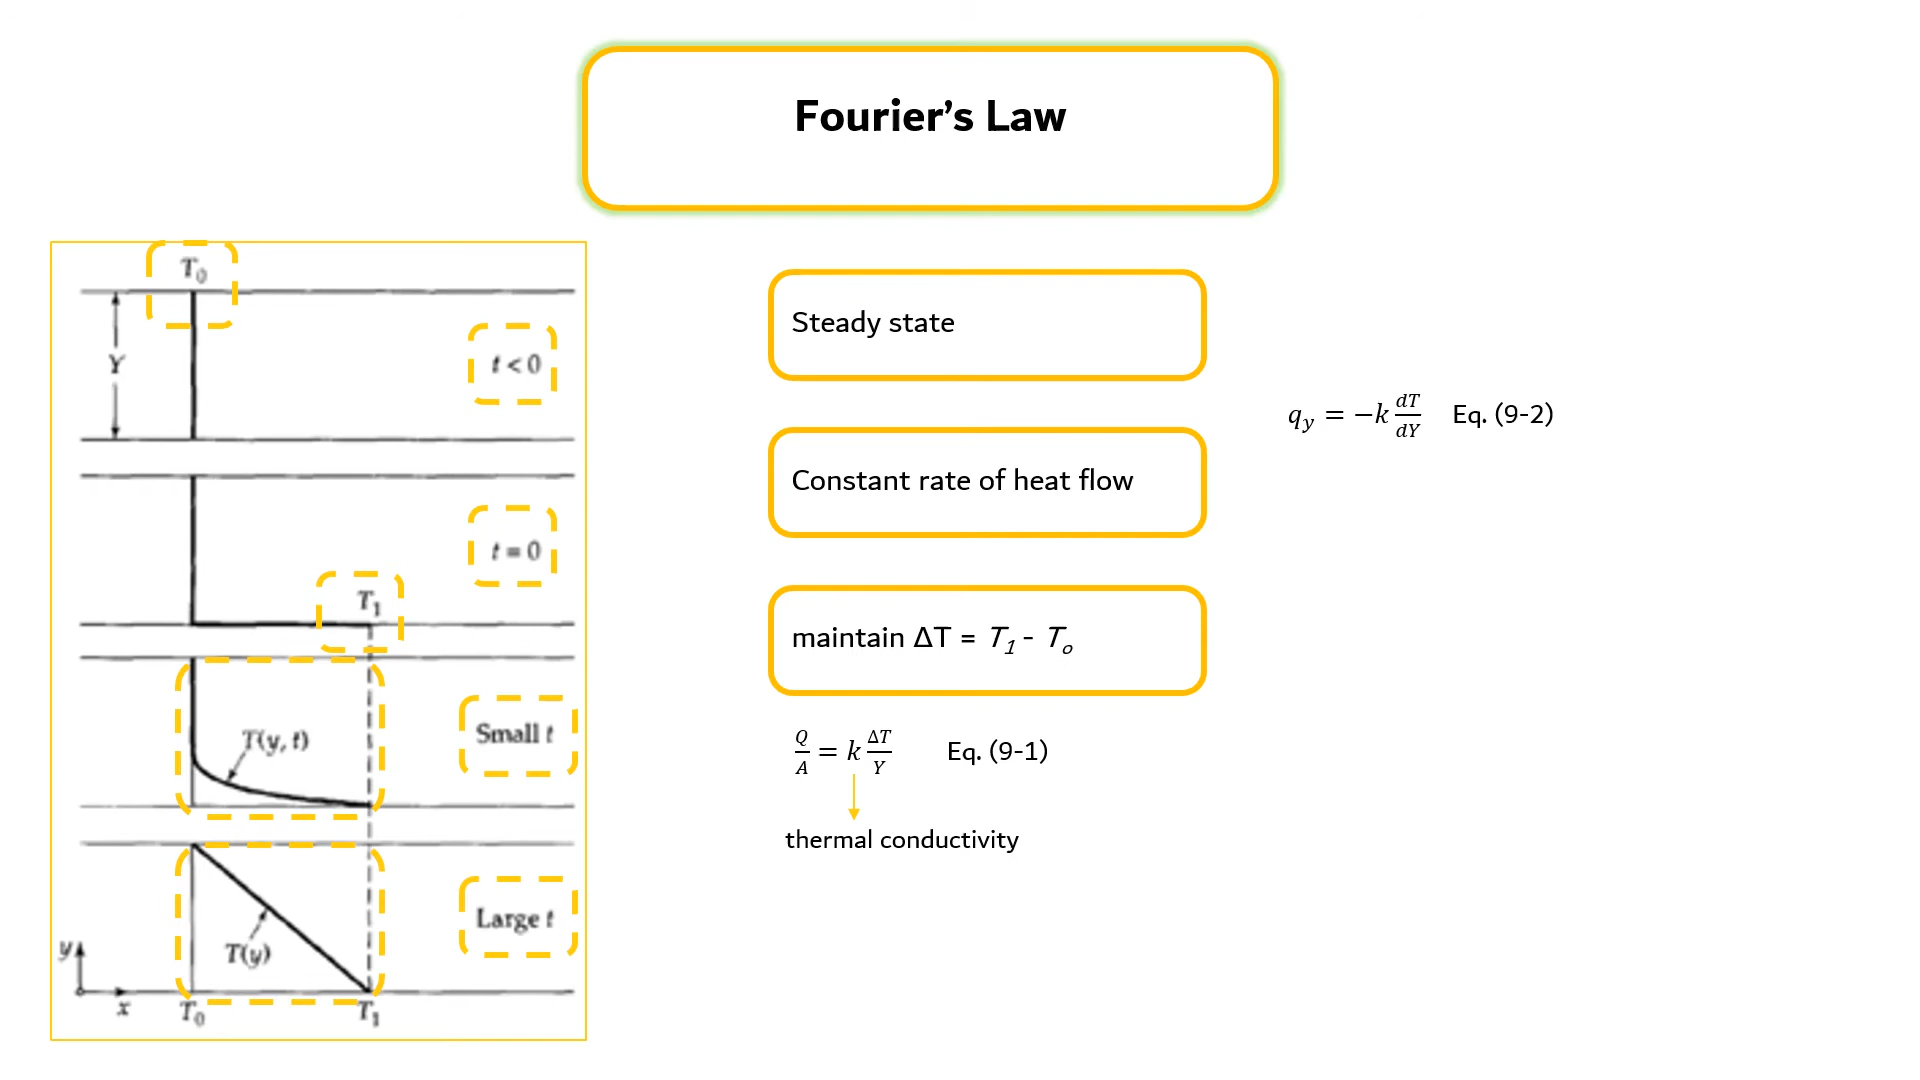 Fourier’s Law
T₀
Y
t < 0
t = 0
T₁
T(y, t)
Small t
T(y)
Large t
y
x
T₀
T₁
Steady state
Constant rate of heat flow
maintain ΔT = T₁ - Tₒ
Q/A = k ΔT/Y Eq. (9-1)
thermal conductivity
q_y = −k dT/dY Eq. (9-2)